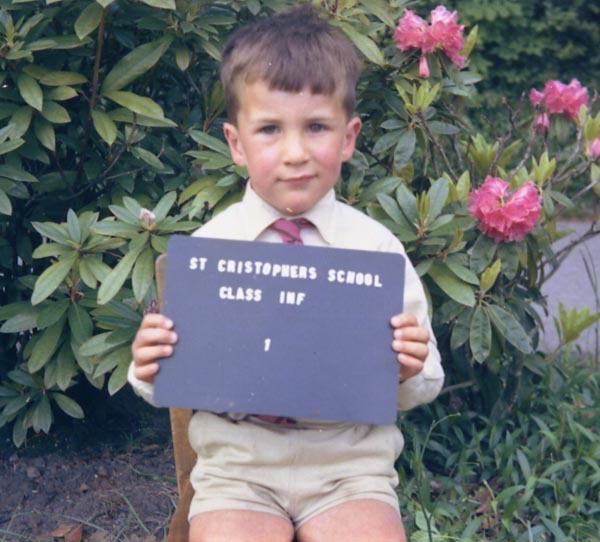 ST CRISTOPHERS SCHOOL
CLASS INF
1